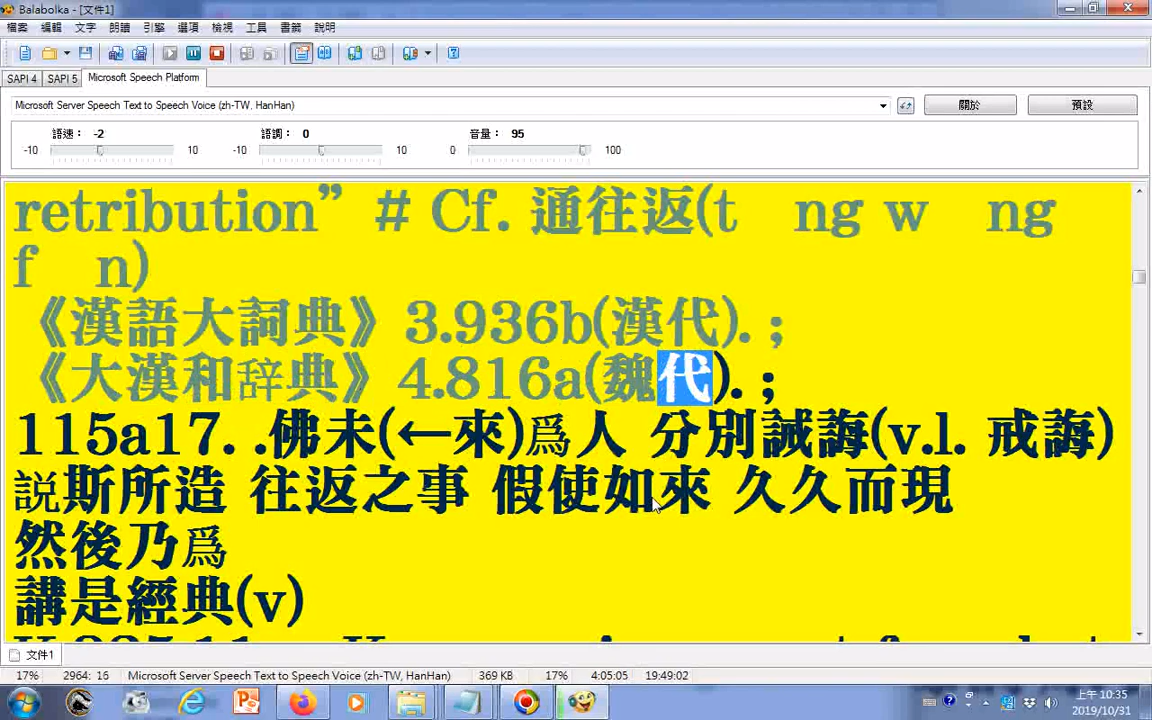 Balabolka - [文件1]
檔案 編輯 文字 朗讀 引擎 選項 檢視 工具 書籤 說明
SAPI 4 SAPI 5 Microsoft Speech Platform
Microsoft Server Speech Text to Speech Voice (zh-TW, HanHan) 關於 預設
語速： -2 語調： 0 音量： 95
-10 10 -10 10 0 100
retribution” # Cf. 通往返(t ng w ng
f n)
《漢語大詞典》 3.936b(漢代). ;
《大漢和辞典》 4.816a(魏代). ;
115a17. .佛未(←來)爲人 分別誡誨(v.l. 戒誨)
説斯所造 往返之事 假使如來 久久而現
然後乃爲
講是經典(v)
文件1
17% 2964: 16 Microsoft Server Speech Text to Speech Voice (zh-TW, HanHan) 369 KB 17% 4:05:05 19:49:02
上午 10:35
2019/10/31